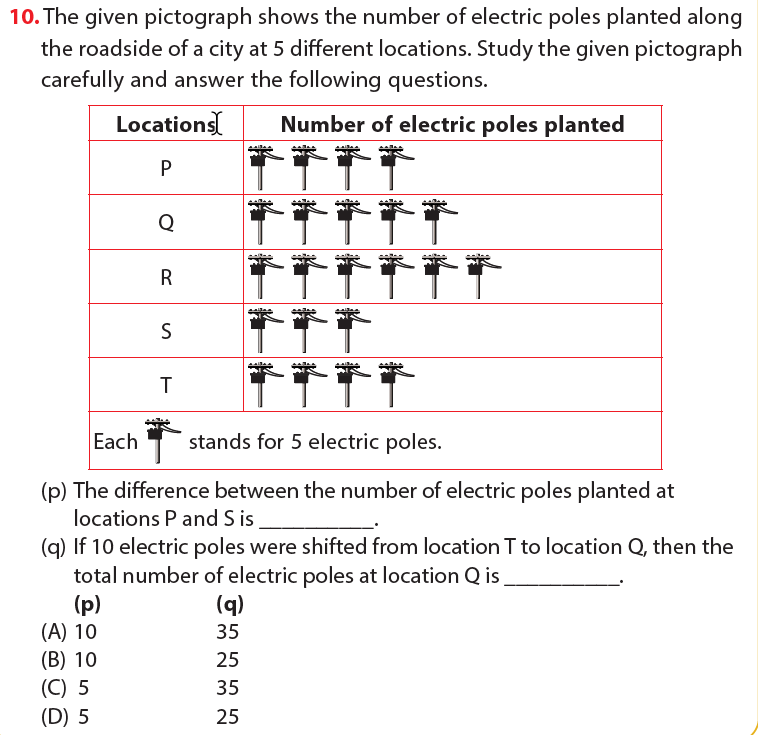 10. The given pictograph shows the number of electric poles planted along
the roadside of a city at 5 different locations. Study the given pictograph
carefully and answer the following questions.
Locations Number of electric poles planted
P
Q
R
S
T
Each stands for 5 electric poles.
(p) The difference between the number of electric poles planted at
locations P and S is __________.
(q) If 10 electric poles were shifted from location T to location Q, then the
total number of electric poles at location Q is __________.
(p) (q)
(A) 10 35
(B) 10 25
(C) 5 35
(D) 5 25